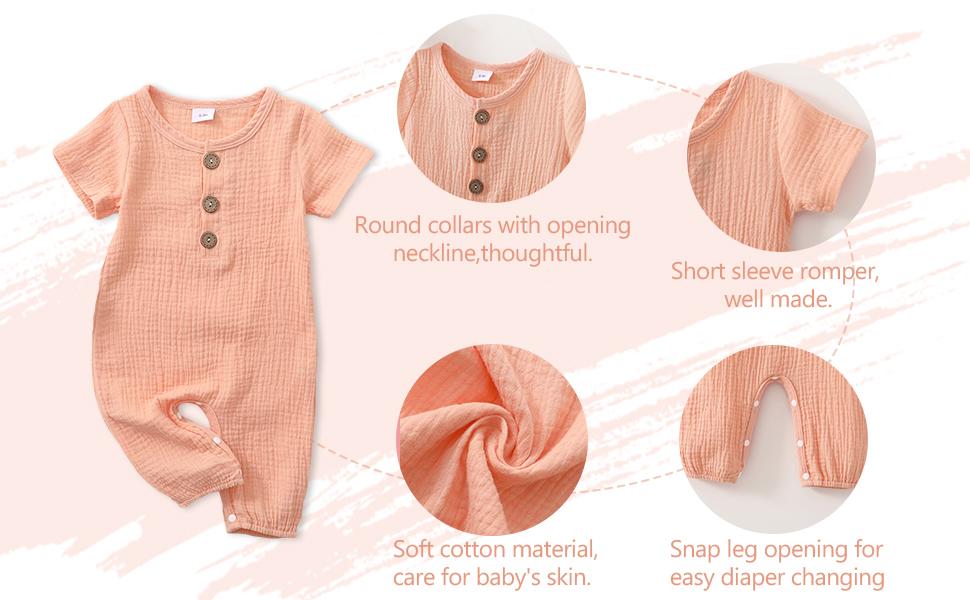 Round collars with opening
neckline,thoughtful.
Short sleeve romper,
well made.
Soft cotton material,
care for baby's skin.
Snap leg opening for
easy diaper changing